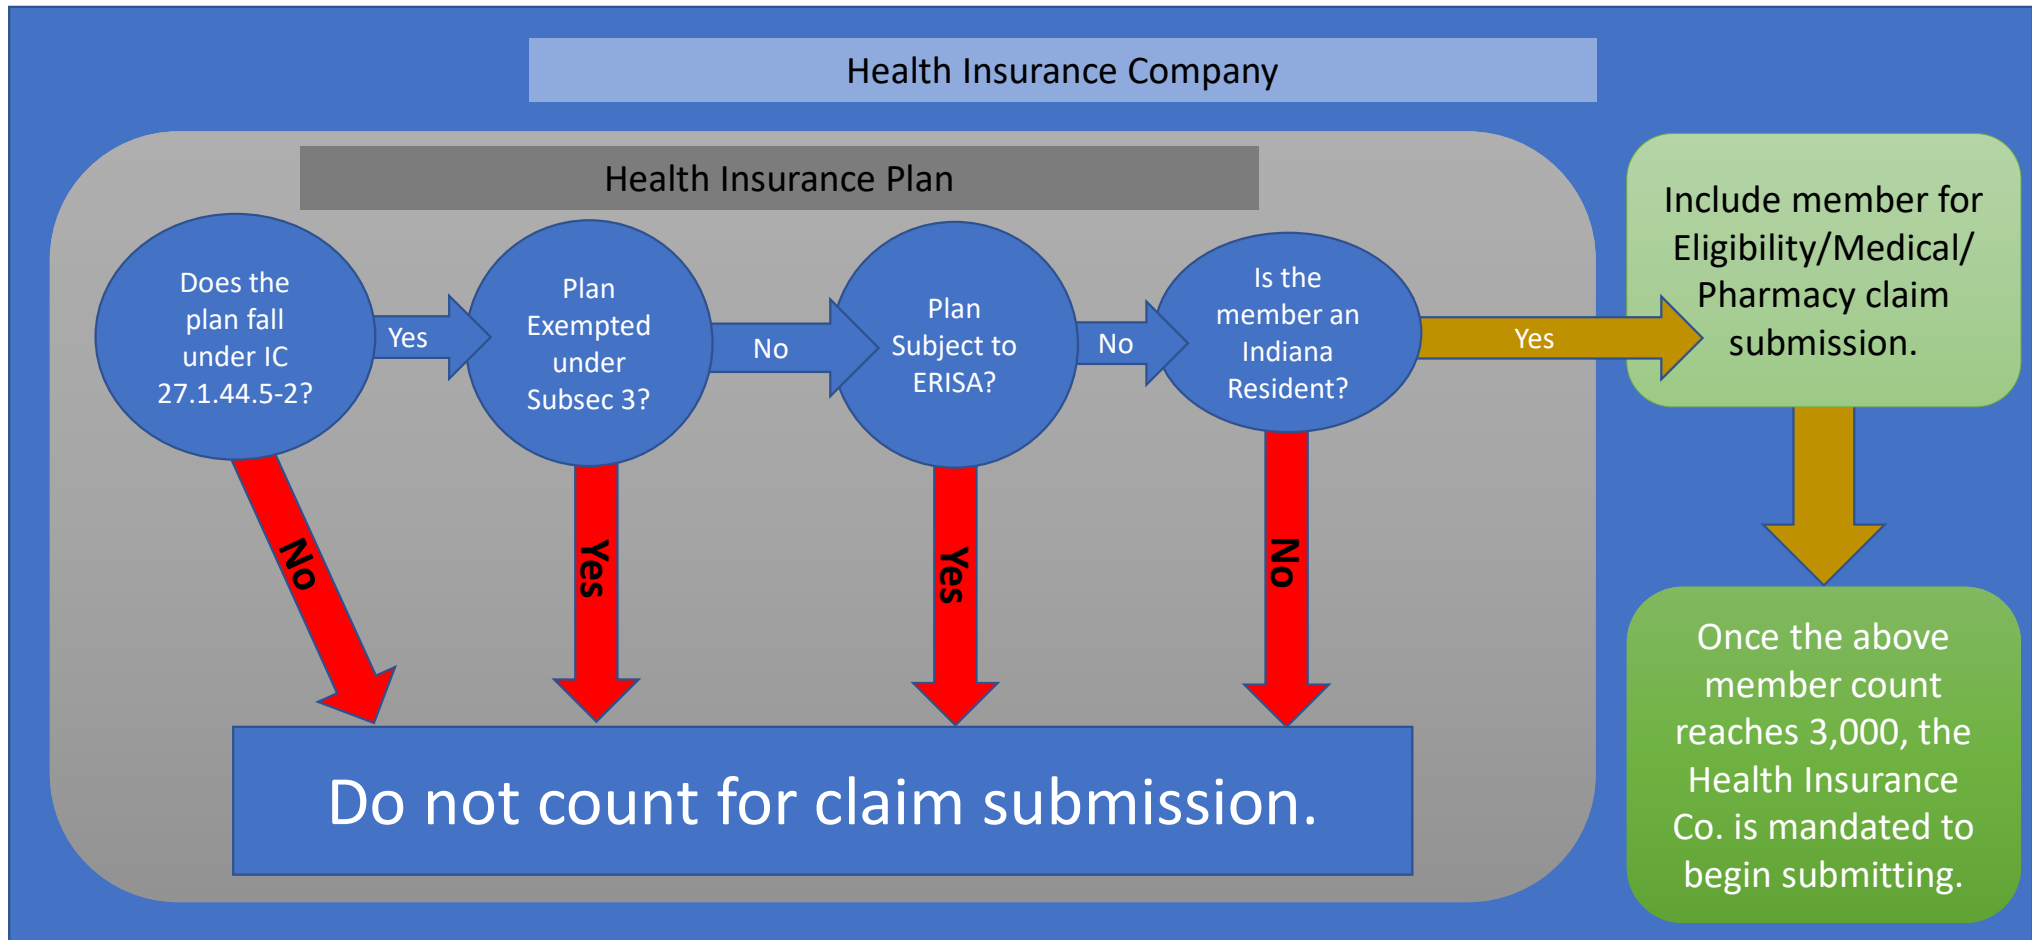 Health Insurance Company
Health Insurance Plan
Does the
plan fall
under IC
27.1.44.5-2?
Yes
Plan
Exempted
under
Subsec 3?
No
Plan
Subject to
ERISA?
No
Is the
member an
Indiana
Resident?
Yes
Include member for
Eligibility/Medical/
Pharmacy claim
submission.
No
Yes
Yes
No
Do not count for claim submission.
Once the above
member count
reaches 3,000, the
Health Insurance
Co. is mandated to
begin submitting.